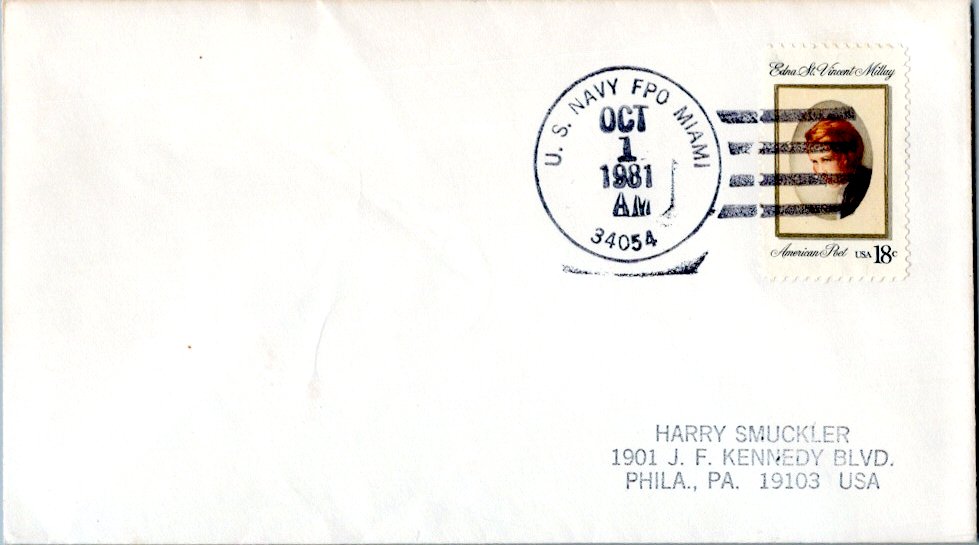 U. S. NAVY FPO MIAMI
OCT
1
1981
AM
34054
Edna St. Vincent Millay
American Poet USA 18c
HARRY SMUCKLER
1901 J. F. KENNEDY BLVD.
PHILA., PA. 19103 USA